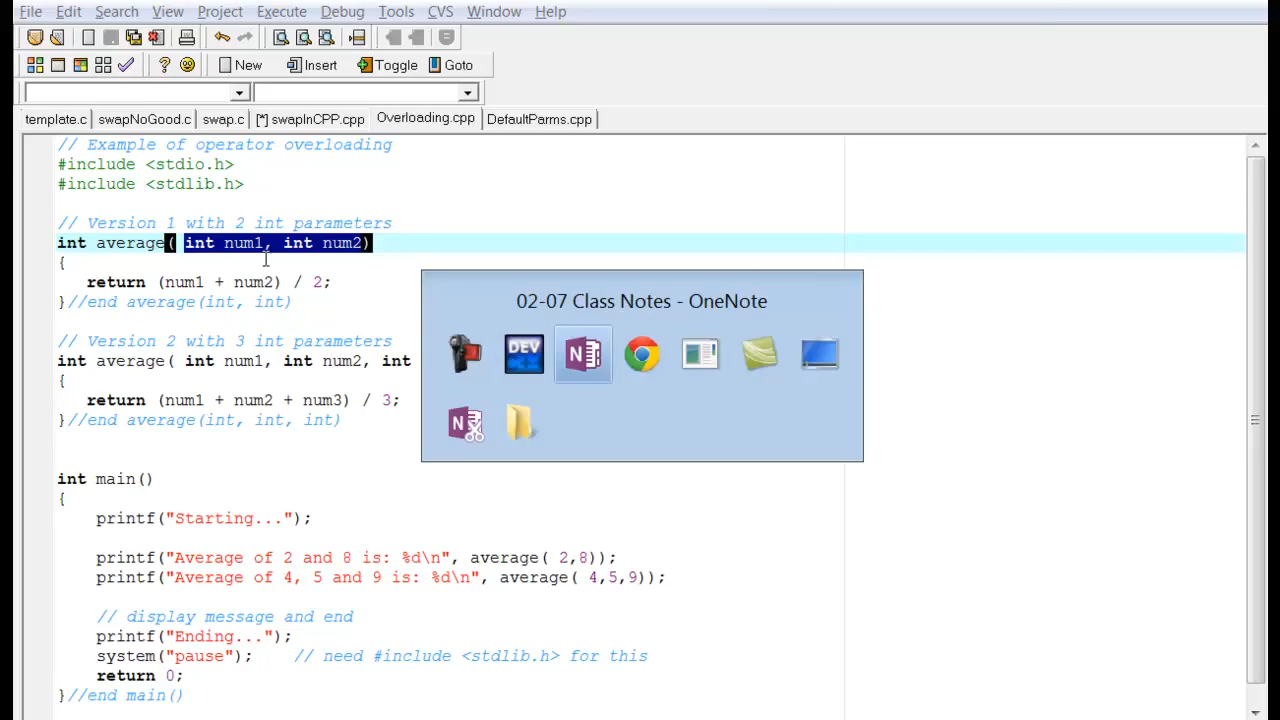 File Edit Search View Project Execute Debug Tools CVS Window Help
? New Insert Toggle Goto
template.c swapNoGood.c swap.c [*] swapInCPP.cpp Overloading.cpp DefaultParms.cpp
// Example of operator overloading
#include <stdio.h>
#include <stdlib.h>
// Version 1 with 2 int parameters
int average( int num1, int num2)
{
return (num1 + num2) / 2;
}//end average(int, int)
02-07 Class Notes - OneNote
DEV
C++
N
N
// Version 2 with 3 int parameters
int average( int num1, int num2, int
{
return (num1 + num2 + num3) / 3;
}//end average(int, int, int)
int main()
{
printf("Starting...");
printf("Average of 2 and 8 is: %d\n", average( 2,8));
printf("Average of 4, 5 and 9 is: %d\n", average( 4,5,9));
// display message and end
printf("Ending...");
system("pause"); // need #include <stdlib.h> for this
return 0;
}//end main()